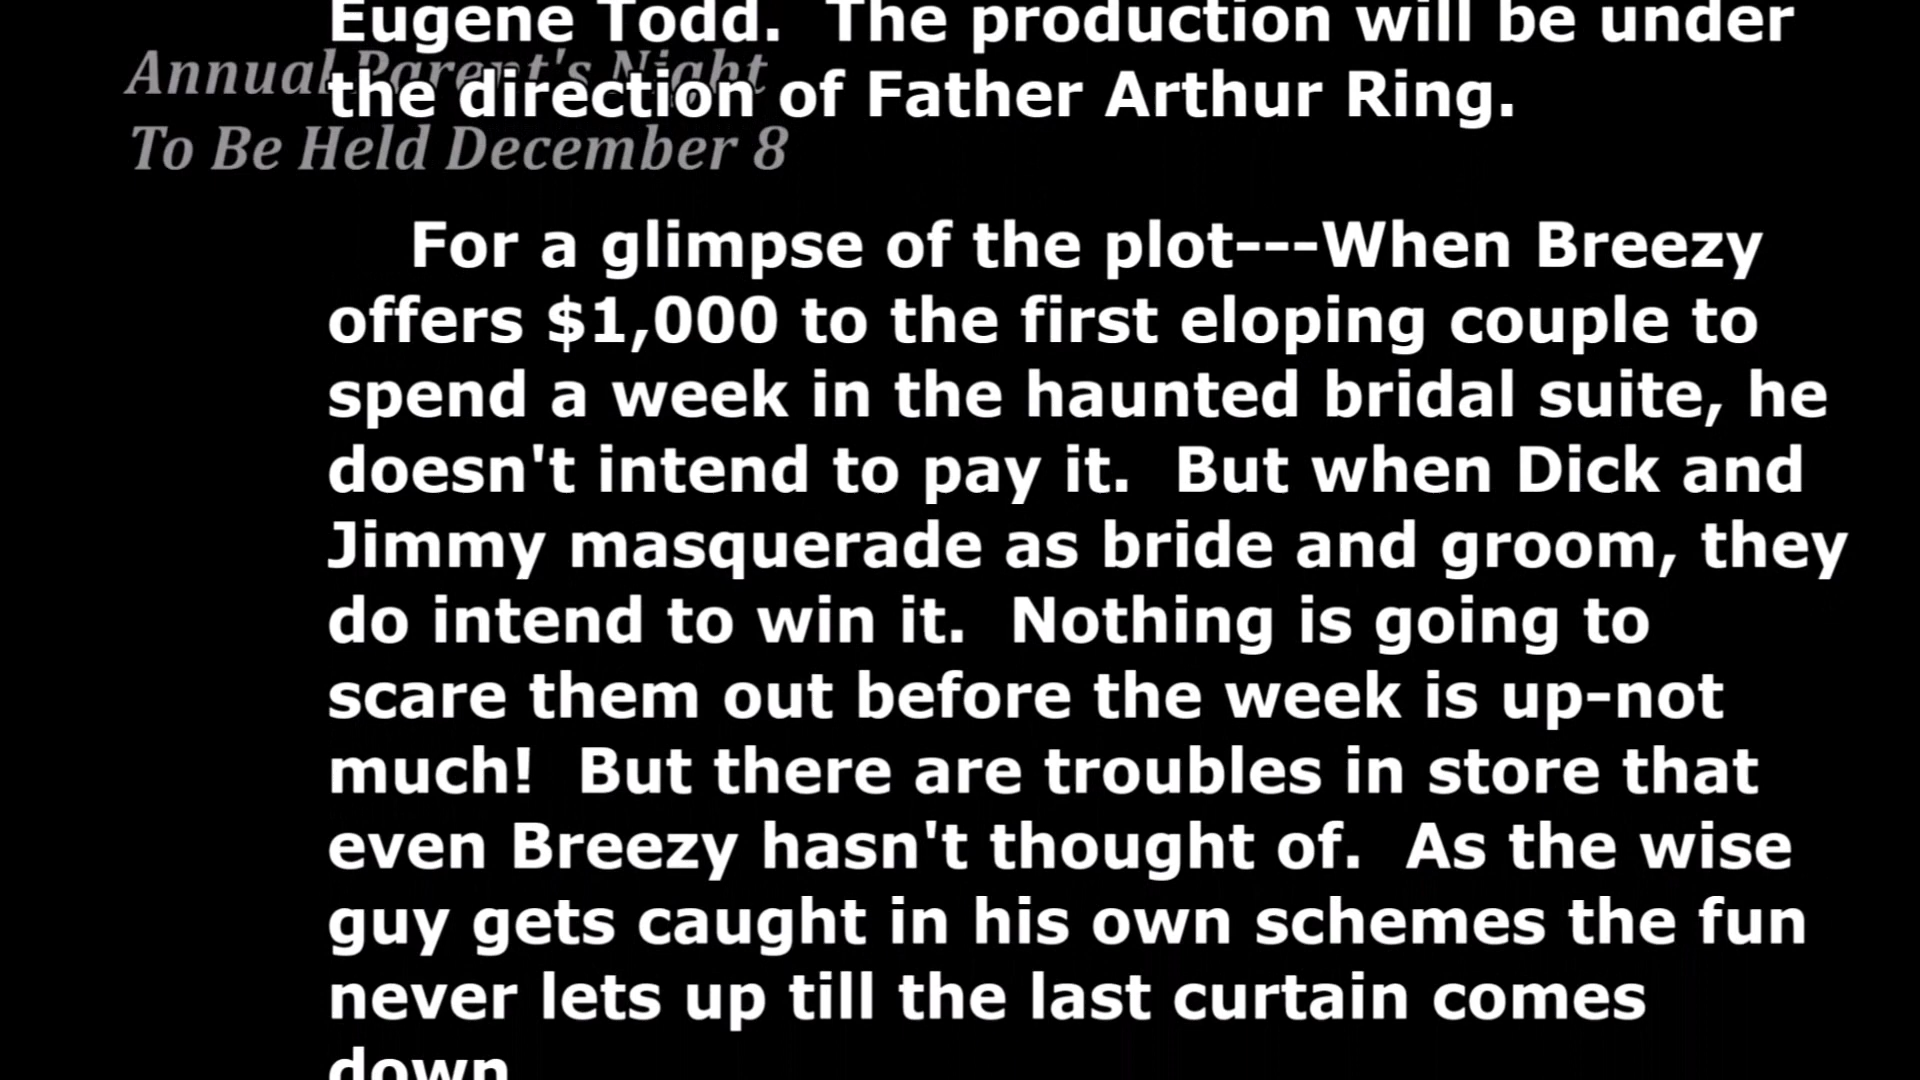 Eugene Todd.  The production will be under
Annual Parent's Night
the direction of Father Arthur Ring.
To Be Held December 8
For a glimpse of the plot---When Breezy
offers $1,000 to the first eloping couple to
spend a week in the haunted bridal suite, he
doesn't intend to pay it.  But when Dick and
Jimmy masquerade as bride and groom, they
do intend to win it.  Nothing is going to
scare them out before the week is up-not
much!  But there are troubles in store that
even Breezy hasn't thought of.  As the wise
guy gets caught in his own schemes the fun
never lets up till the last curtain comes
down